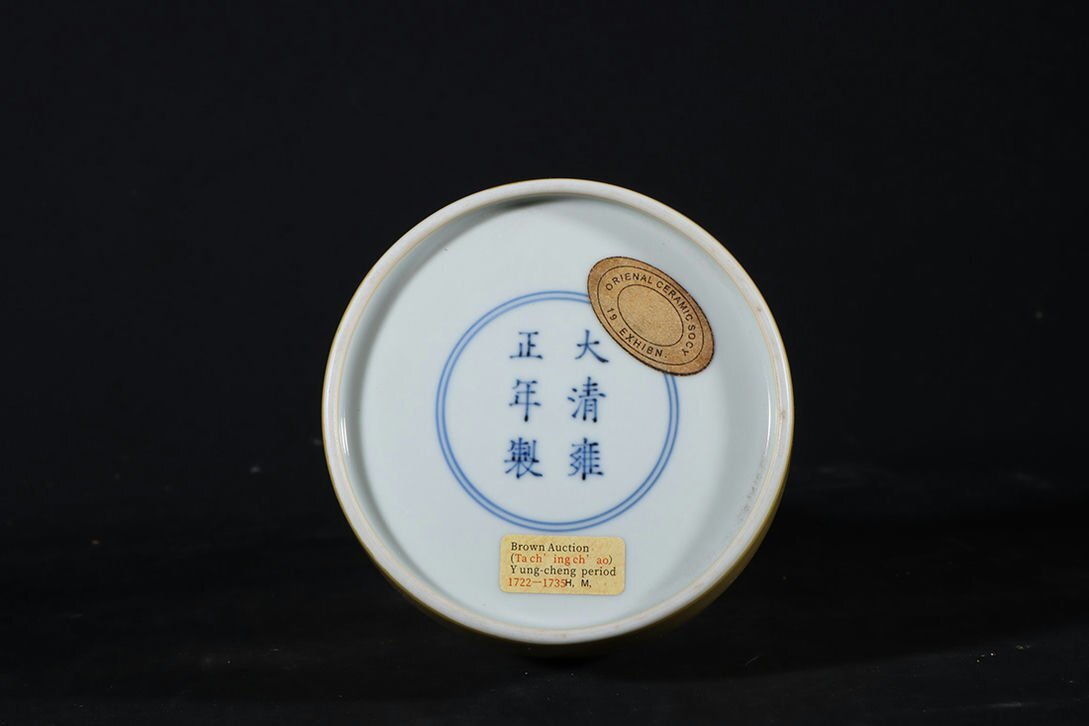 大清雍
正年製
ORIENAL CERAMIC SOCY
19 EXHIBN.
Brown Auction
(Ta ch' ing ch' ao)
Y ung-cheng period
1722—1735H. M,